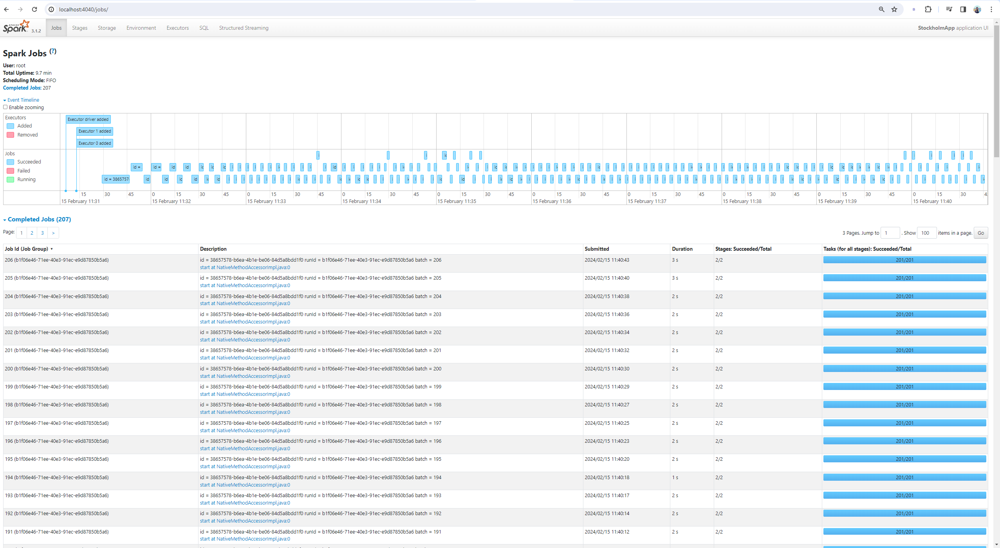 localhost:4040/jobs/
APACHE Spark 3.1.2 Jobs Stages Storage Environment Executors SQL Structured Streaming StockholmApp application UI
Spark Jobs (?)
User: root
Total Uptime: 9.7 min
Scheduling Mode: FIFO
Completed Jobs: 207
Event Timeline
Enable zooming
Executors
Added
Removed
Executor driver added
Executor 1 added
Executor 0 added
Jobs
Succeeded
Failed
Running
id = id = id id
id = 38657578 id id id id
15 30 45 0 15 30 45 0 15 30 45 0 15 30 45 0 15 30 45 0 15 30 45 0 15 30 45 0 15 30 45 0 15 30 45 0 15 30
15 February 11:31 15 February 11:32 15 February 11:33 15 February 11:34 15 February 11:35 15 February 11:36 15 February 11:37 15 February 11:38 15 February 11:39 15 February 11:40
Completed Jobs (207)
Page: 1 2 3 > 3 Pages. Jump to 1 . Show 100 items in a page. Go
Job Id (Job Group) ▾ Description Submitted Duration Stages: Succeeded/Total Tasks (for all stages): Succeeded/Total
206 (b1f06e46-71ee-40e3-91ec-e9d87850b5a6) id = 38657578-b6ea-4b1e-be06-84d5a8bdd1f0 runId = b1f06e46-71ee-40e3-91ec-e9d87850b5a6 batch = 206 2024/02/15 11:40:43 3 s 2/2 201/201
start at NativeMethodAccessorImpl.java:0
205 (b1f06e46-71ee-40e3-91ec-e9d87850b5a6) id = 38657578-b6ea-4b1e-be06-84d5a8bdd1f0 runId = b1f06e46-71ee-40e3-91ec-e9d87850b5a6 batch = 205 2024/02/15 11:40:40 3 s 2/2 201/201
start at NativeMethodAccessorImpl.java:0
204 (b1f06e46-71ee-40e3-91ec-e9d87850b5a6) id = 38657578-b6ea-4b1e-be06-84d5a8bdd1f0 runId = b1f06e46-71ee-40e3-91ec-e9d87850b5a6 batch = 204 2024/02/15 11:40:38 2 s 2/2 201/201
start at NativeMethodAccessorImpl.java:0
203 (b1f06e46-71ee-40e3-91ec-e9d87850b5a6) id = 38657578-b6ea-4b1e-be06-84d5a8bdd1f0 runId = b1f06e46-71ee-40e3-91ec-e9d87850b5a6 batch = 203 2024/02/15 11:40:36 2 s 2/2 201/201
start at NativeMethodAccessorImpl.java:0
202 (b1f06e46-71ee-40e3-91ec-e9d87850b5a6) id = 38657578-b6ea-4b1e-be06-84d5a8bdd1f0 runId = b1f06e46-71ee-40e3-91ec-e9d87850b5a6 batch = 202 2024/02/15 11:40:34 2 s 2/2 201/201
start at NativeMethodAccessorImpl.java:0
201 (b1f06e46-71ee-40e3-91ec-e9d87850b5a6) id = 38657578-b6ea-4b1e-be06-84d5a8bdd1f0 runId = b1f06e46-71ee-40e3-91ec-e9d87850b5a6 batch = 201 2024/02/15 11:40:32 2 s 2/2 201/201
start at NativeMethodAccessorImpl.java:0
200 (b1f06e46-71ee-40e3-91ec-e9d87850b5a6) id = 38657578-b6ea-4b1e-be06-84d5a8bdd1f0 runId = b1f06e46-71ee-40e3-91ec-e9d87850b5a6 batch = 200 2024/02/15 11:40:30 2 s 2/2 201/201
start at NativeMethodAccessorImpl.java:0
199 (b1f06e46-71ee-40e3-91ec-e9d87850b5a6) id = 38657578-b6ea-4b1e-be06-84d5a8bdd1f0 runId = b1f06e46-71ee-40e3-91ec-e9d87850b5a6 batch = 199 2024/02/15 11:40:29 2 s 2/2 201/201
start at NativeMethodAccessorImpl.java:0
198 (b1f06e46-71ee-40e3-91ec-e9d87850b5a6) id = 38657578-b6ea-4b1e-be06-84d5a8bdd1f0 runId = b1f06e46-71ee-40e3-91ec-e9d87850b5a6 batch = 198 2024/02/15 11:40:27 2 s 2/2 201/201
start at NativeMethodAccessorImpl.java:0
197 (b1f06e46-71ee-40e3-91ec-e9d87850b5a6) id = 38657578-b6ea-4b1e-be06-84d5a8bdd1f0 runId = b1f06e46-71ee-40e3-91ec-e9d87850b5a6 batch = 197 2024/02/15 11:40:25 2 s 2/2 201/201
start at NativeMethodAccessorImpl.java:0
196 (b1f06e46-71ee-40e3-91ec-e9d87850b5a6) id = 38657578-b6ea-4b1e-be06-84d5a8bdd1f0 runId = b1f06e46-71ee-40e3-91ec-e9d87850b5a6 batch = 196 2024/02/15 11:40:23 2 s 2/2 201/201
start at NativeMethodAccessorImpl.java:0
195 (b1f06e46-71ee-40e3-91ec-e9d87850b5a6) id = 38657578-b6ea-4b1e-be06-84d5a8bdd1f0 runId = b1f06e46-71ee-40e3-91ec-e9d87850b5a6 batch = 195 2024/02/15 11:40:20 2 s 2/2 201/201
start at NativeMethodAccessorImpl.java:0
194 (b1f06e46-71ee-40e3-91ec-e9d87850b5a6) id = 38657578-b6ea-4b1e-be06-84d5a8bdd1f0 runId = b1f06e46-71ee-40e3-91ec-e9d87850b5a6 batch = 194 2024/02/15 11:40:18 1 s 2/2 201/201
start at NativeMethodAccessorImpl.java:0
193 (b1f06e46-71ee-40e3-91ec-e9d87850b5a6) id = 38657578-b6ea-4b1e-be06-84d5a8bdd1f0 runId = b1f06e46-71ee-40e3-91ec-e9d87850b5a6 batch = 193 2024/02/15 11:40:17 2 s 2/2 201/201
start at NativeMethodAccessorImpl.java:0
192 (b1f06e46-71ee-40e3-91ec-e9d87850b5a6) id = 38657578-b6ea-4b1e-be06-84d5a8bdd1f0 runId = b1f06e46-71ee-40e3-91ec-e9d87850b5a6 batch = 192 2024/02/15 11:40:14 2 s 2/2 201/201
start at NativeMethodAccessorImpl.java:0
191 (b1f06e46-71ee-40e3-91ec-e9d87850b5a6) id = 38657578-b6ea-4b1e-be06-84d5a8bdd1f0 runId = b1f06e46-71ee-40e3-91ec-e9d87850b5a6 batch = 191 2024/02/15 11:40:12 2 s 2/2 201/201
start at NativeMethodAccessorImpl.java:0